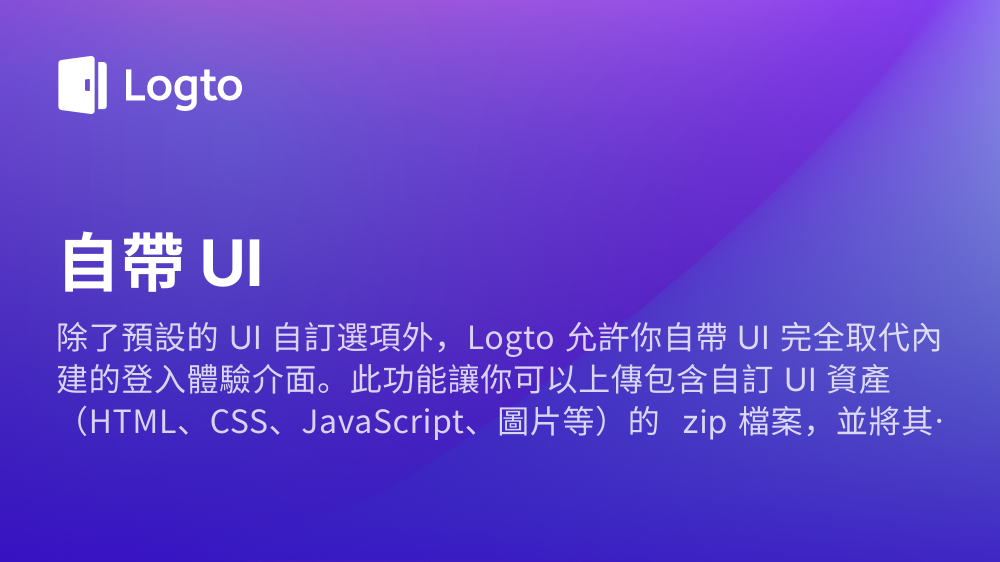 Logto
自帶 UI
除了預設的 UI 自訂選項外，Logto 允許你自帶 UI 完全取代內
建的登入體驗介面。此功能讓你可以上傳包含自訂 UI 資產
（HTML、CSS、JavaScript、圖片等）的 zip 檔案，並將其·